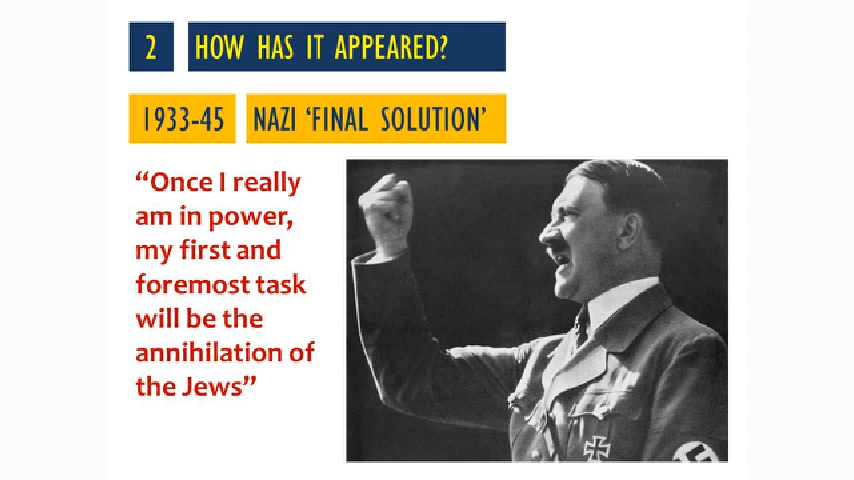 2 HOW HAS IT APPEARED?
1933-45 NAZI ‘FINAL SOLUTION’
“Once I really
am in power,
my first and
foremost task
will be the
annihilation of
the Jews”